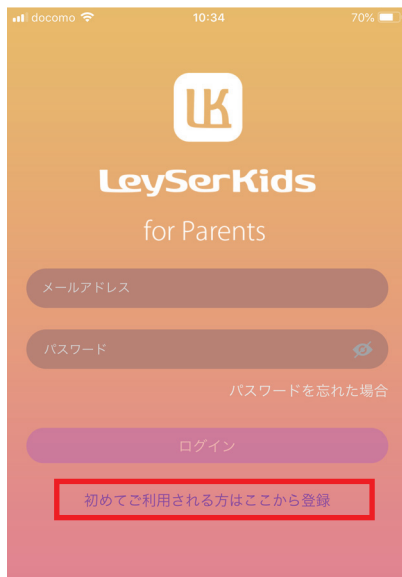 docomo 10:34 70%
LK
LeySerKids
for Parents
メールアドレス
パスワード
パスワードを忘れた場合
ログイン
初めてご利用される方はここから登録